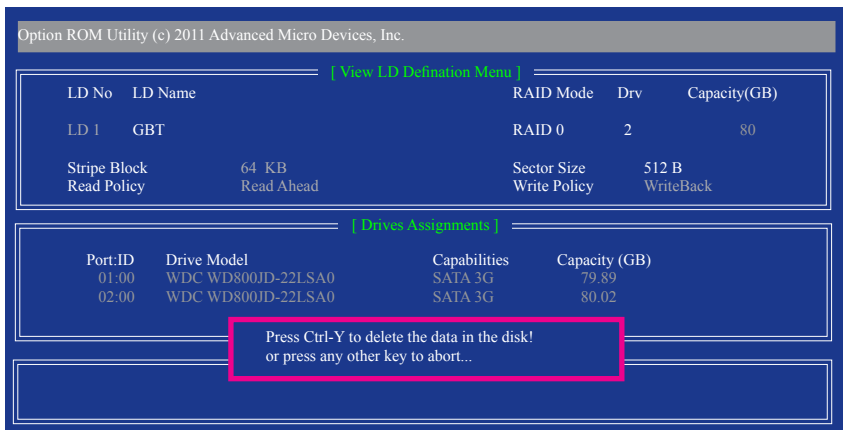 Option ROM Utility (c) 2011 Advanced Micro Devices, Inc.
[ View LD Defination Menu ]
LD No LD Name RAID Mode Drv Capacity(GB)
LD 1 GBT RAID 0 2 80
Stripe Block 64 KB Sector Size 512 B
Read Policy Read Ahead Write Policy WriteBack
[ Drives Assignments ]
Port:ID Drive Model Capabilities Capacity (GB)
01:00 WDC WD800JD-22LSA0 SATA 3G 79.89
02:00 WDC WD800JD-22LSA0 SATA 3G 80.02
Press Ctrl-Y to delete the data in the disk!
or press any other key to abort...